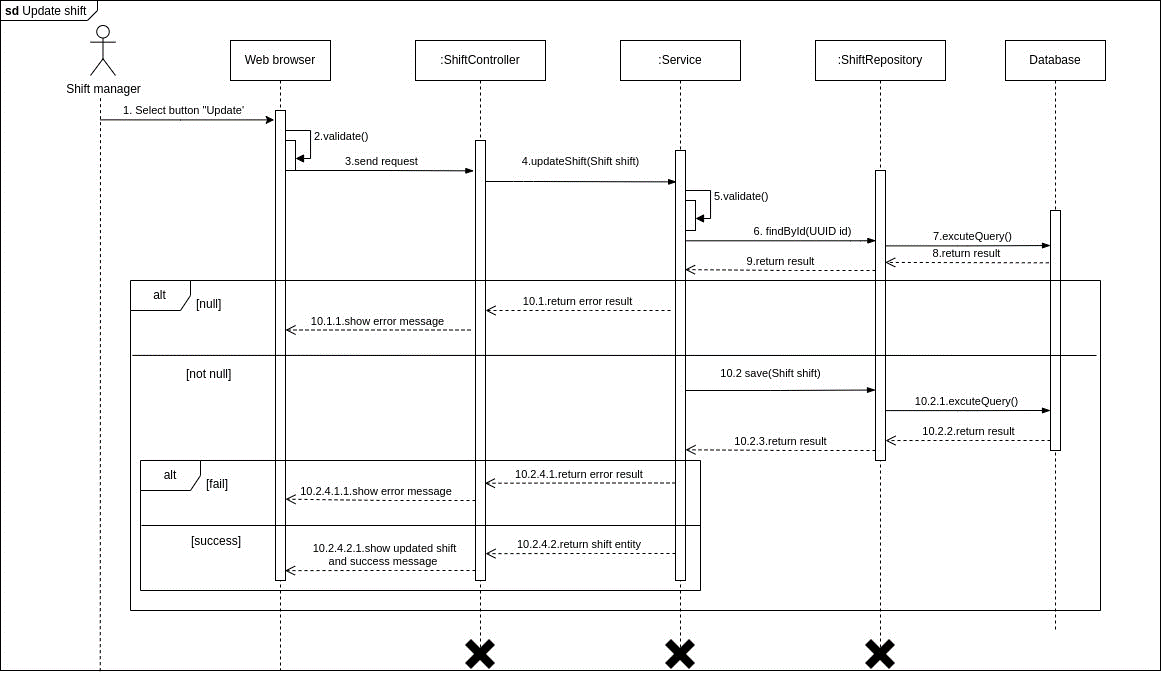 sd Update shift
Shift manager
Web browser
:ShiftController
:Service
:ShiftRepository
Database
1. Select button "Update'
2.validate()
3.send request
4.updateShift(Shift shift)
5.validate()
6. findById(UUID id)
7.excuteQuery()
8.return result
9.return result
alt
[null]
10.1.return error result
10.1.1.show error message
[not null]
10.2 save(Shift shift)
10.2.1.excuteQuery()
10.2.2.return result
10.2.3.return result
alt
[fail]
10.2.4.1.return error result
10.2.4.1.1.show error message
[success]
10.2.4.2.return shift entity
10.2.4.2.1.show updated shift
and success message